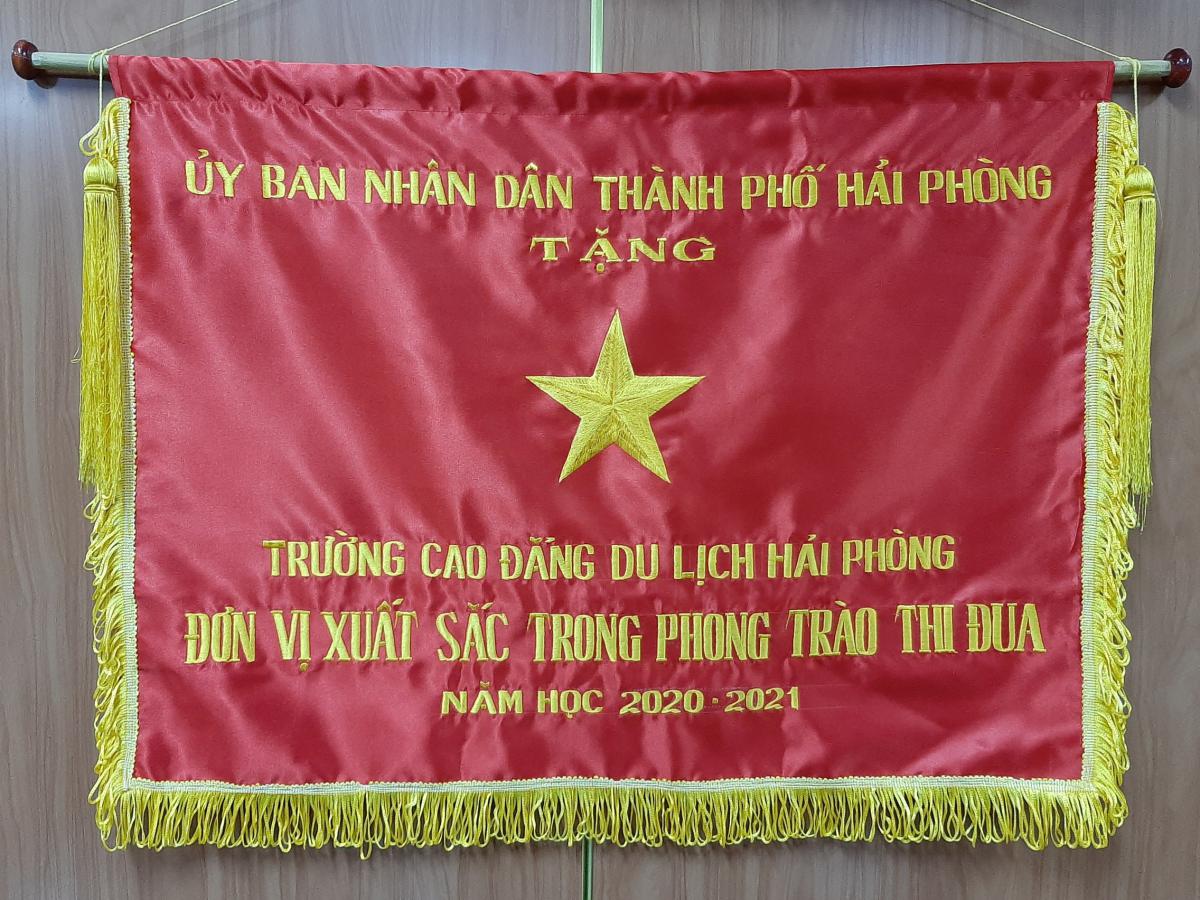 ỦY BAN NHÂN DÂN THÀNH PHỐ HẢI PHÒNG
TẶNG
TRƯỜNG CAO ĐẲNG DU LỊCH HẢI PHÒNG
ĐƠN VỊ XUẤT SẮC TRONG PHONG TRÀO THI ĐUA
NĂM HỌC 2020-2021